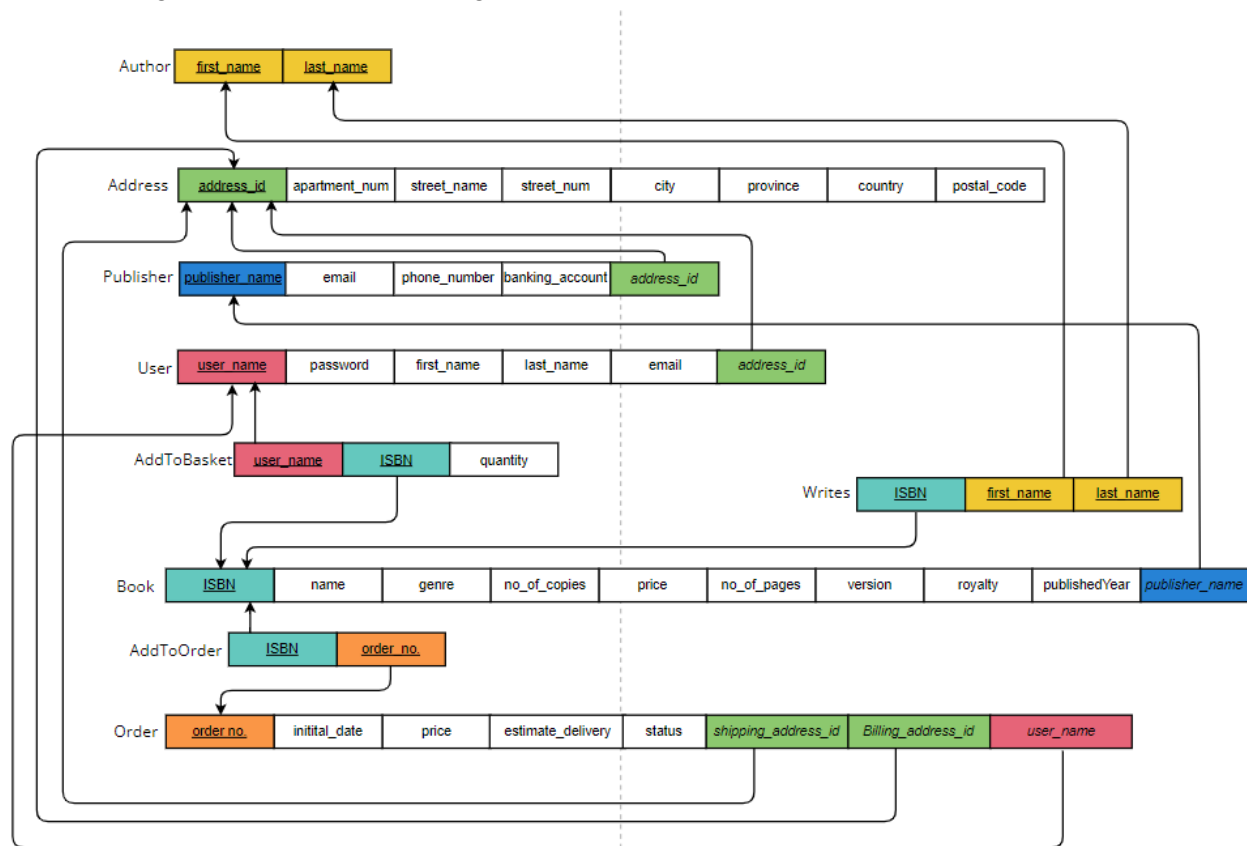 Author first_name last_name
Address address_id apartment_num street_name street_num city province country postal_code
Publisher publisher_name email phone_number banking_account address_id
User user_name password first_name last_name email address_id
AddToBasket user_name ISBN quantity
Writes ISBN first_name last_name
Book ISBN name genre no_of_copies price no_of_pages version royalty publishedYear publisher_name
AddToOrder ISBN order_no.
Order order no. initital_date price estimate_delivery status shipping_address_id Billing_address_id user_name